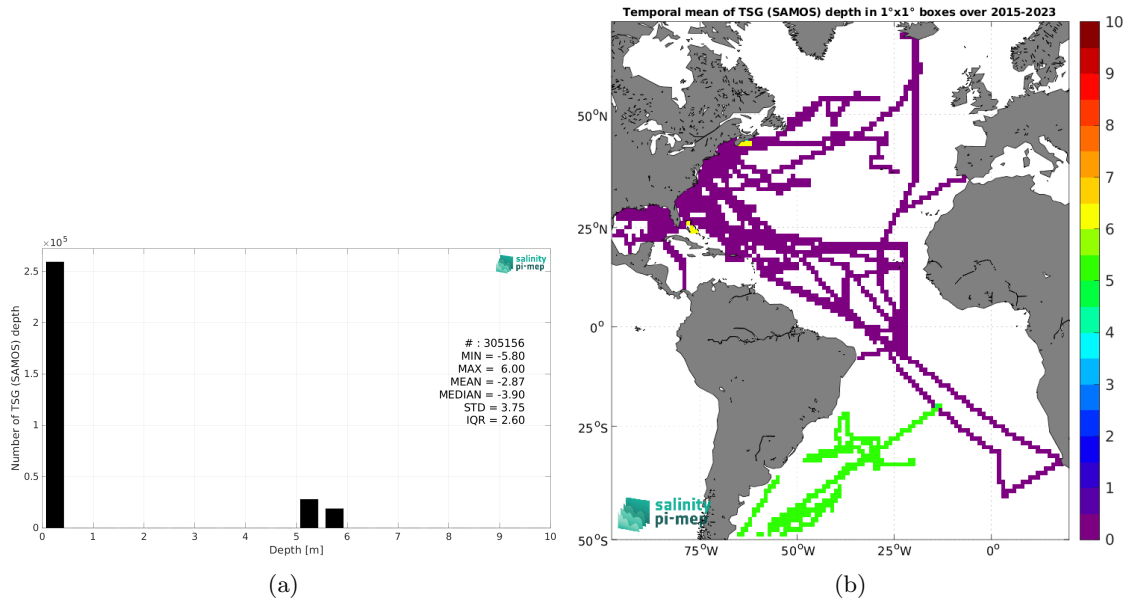 ×10⁵
2.5
2
1.5
1
0.5
0
Number of TSG (SAMOS) depth
0 1 2 3 4 5 6 7 8 9 10
Depth [m]
salinity
pi-mep
# : 305156
MIN = -5.80
MAX = 6.00
MEAN = -2.87
MEDIAN = -3.90
STD = 3.75
IQR = 2.60
(a)
Temporal mean of TSG (SAMOS) depth in 1°x1° boxes over 2015-2023
50°N
25°N
0°
25°S
50°S
75°W 50°W 25°W 0°
salinity
pi-mep
10
9
8
7
6
5
4
3
2
1
0
(b)